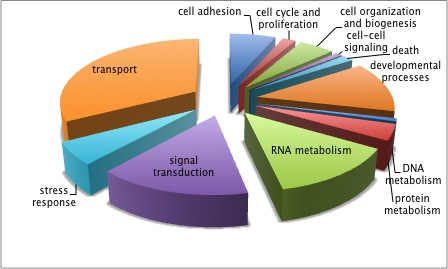 cell adhesion
cell cycle and
proliferation
cell organization
and biogenesis
cell-cell
signaling
death
developmental
processes
transport
RNA metabolism
signal
transduction
stress
response
DNA
metabolism
protein
metabolism